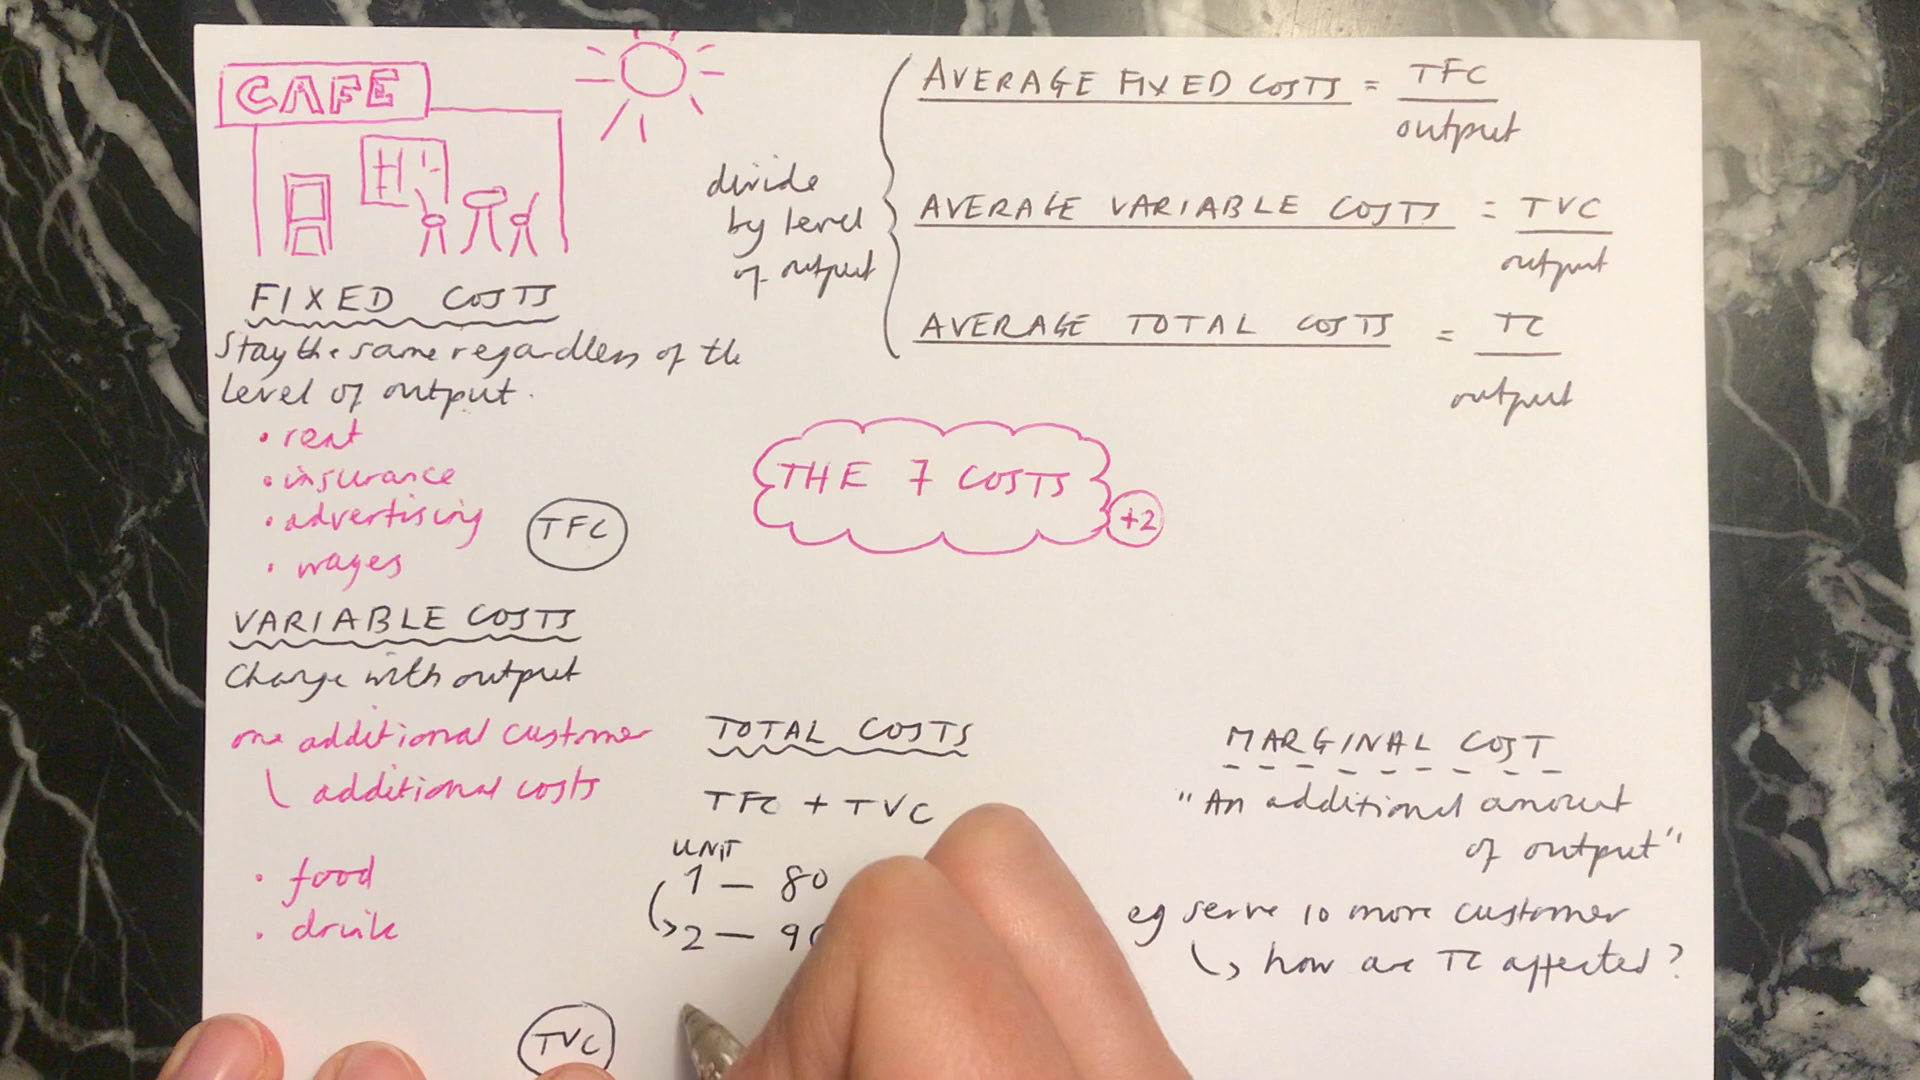 CAFE
FIXED COSTS
Stay the same regardless of the
level of output.
• rent
• insurance
• advertising
• wages
TFC
VARIABLE COSTS
Change with output
one additional customer
additional costs
• food
• drink
TVC
divide
by level
of output
AVERAGE FIXED COSTS = TFC
output
AVERAGE VARIABLE COSTS = TVC
output
AVERAGE TOTAL COSTS = TC
output
THE 7 COSTS
+2
TOTAL COSTS
TFC + TVC
UNIT
1 — 80
2 — 90
MARGINAL COST
"An additional amount
of output"
eg serve 10 more customer
how are TC affected?